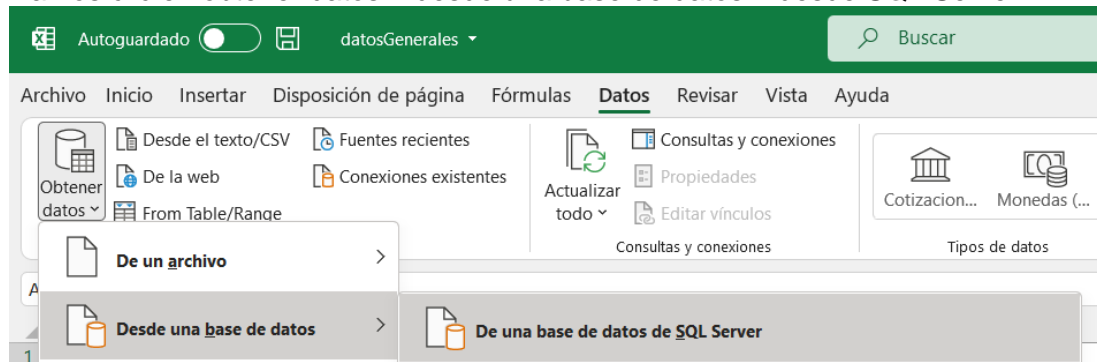 Autoguardado datosGenerales Buscar
Archivo Inicio Insertar Disposición de página Fórmulas Datos Revisar Vista Ayuda
Obtener datos
Desde el texto/CSV
De la web
From Table/Range
Fuentes recientes
Conexiones existentes
Actualizar todo
Consultas y conexiones
Propiedades
Editar vínculos
Consultas y conexiones
Cotizacion...
Monedas (...
Tipos de datos
De un archivo
Desde una base de datos
De una base de datos de SQL Server
1